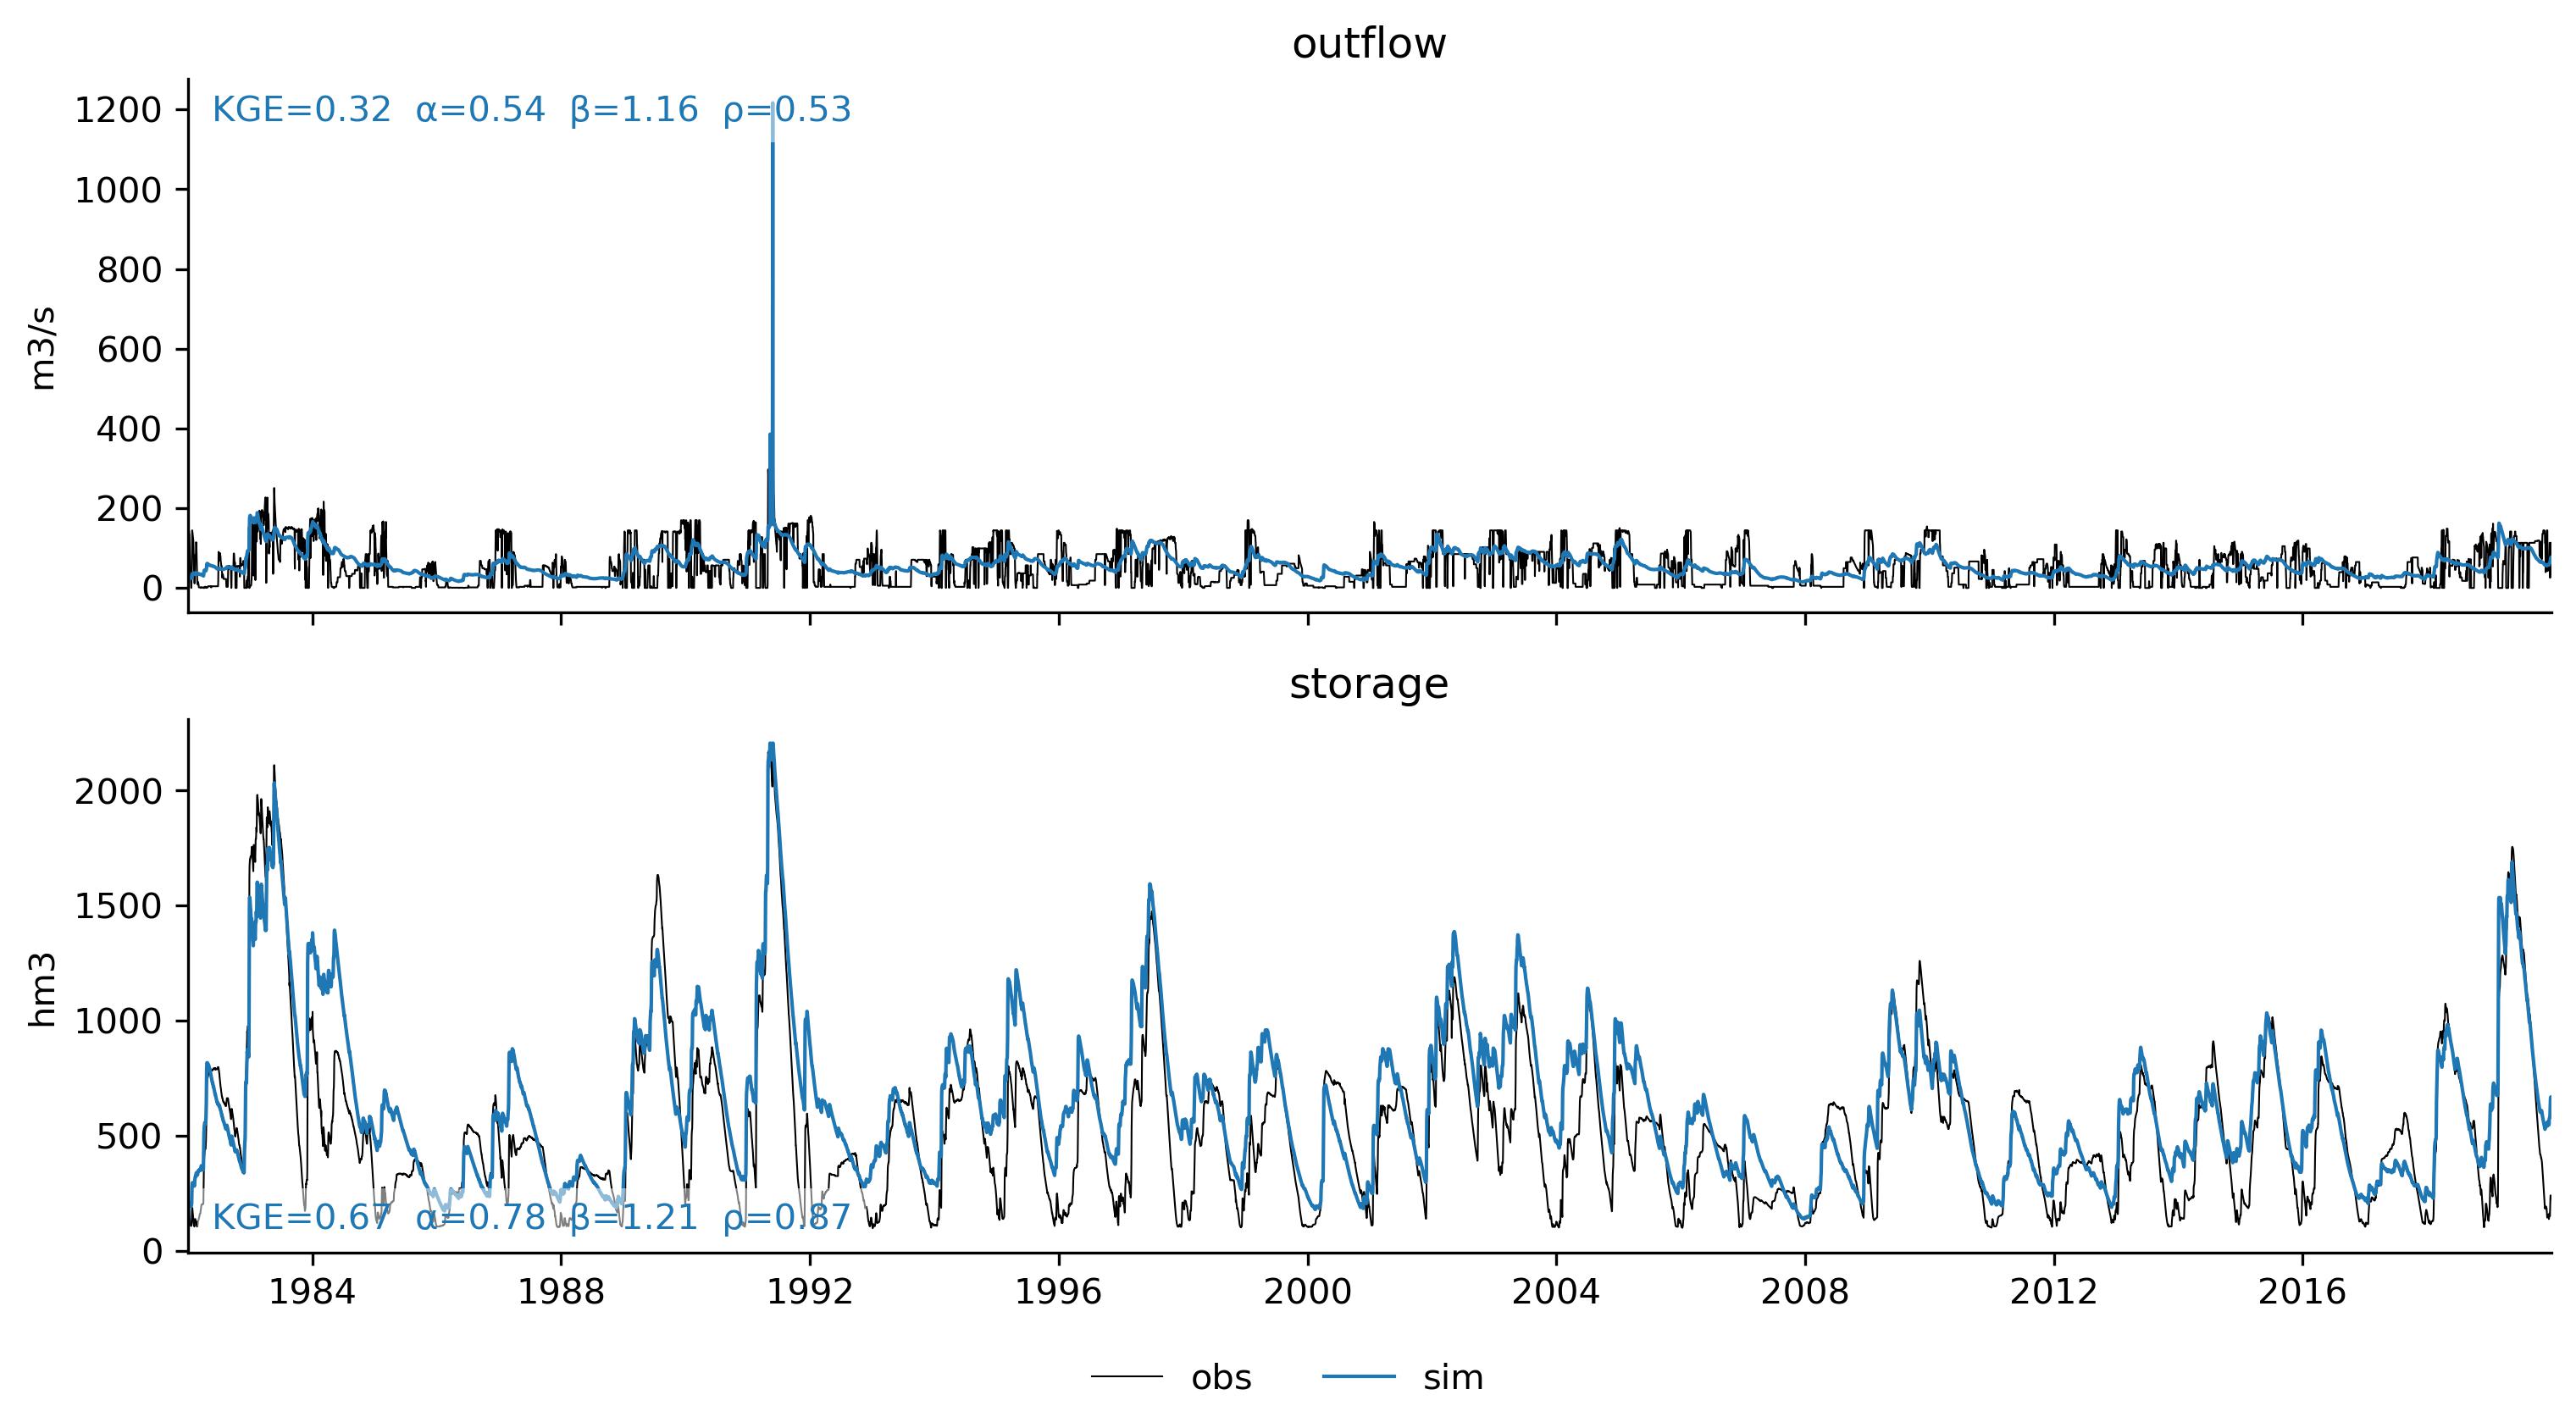 outflow
KGE=0.32 α=0.54 β=1.16 ρ=0.53
1200
1000
800
600
400
200
0
m3/s
storage
2000
1500
1000
500
0
hm3
KGE=0.67 α=0.78 β=1.21 ρ=0.87
1984 1988 1992 1996 2000 2004 2008 2012 2016
obs sim